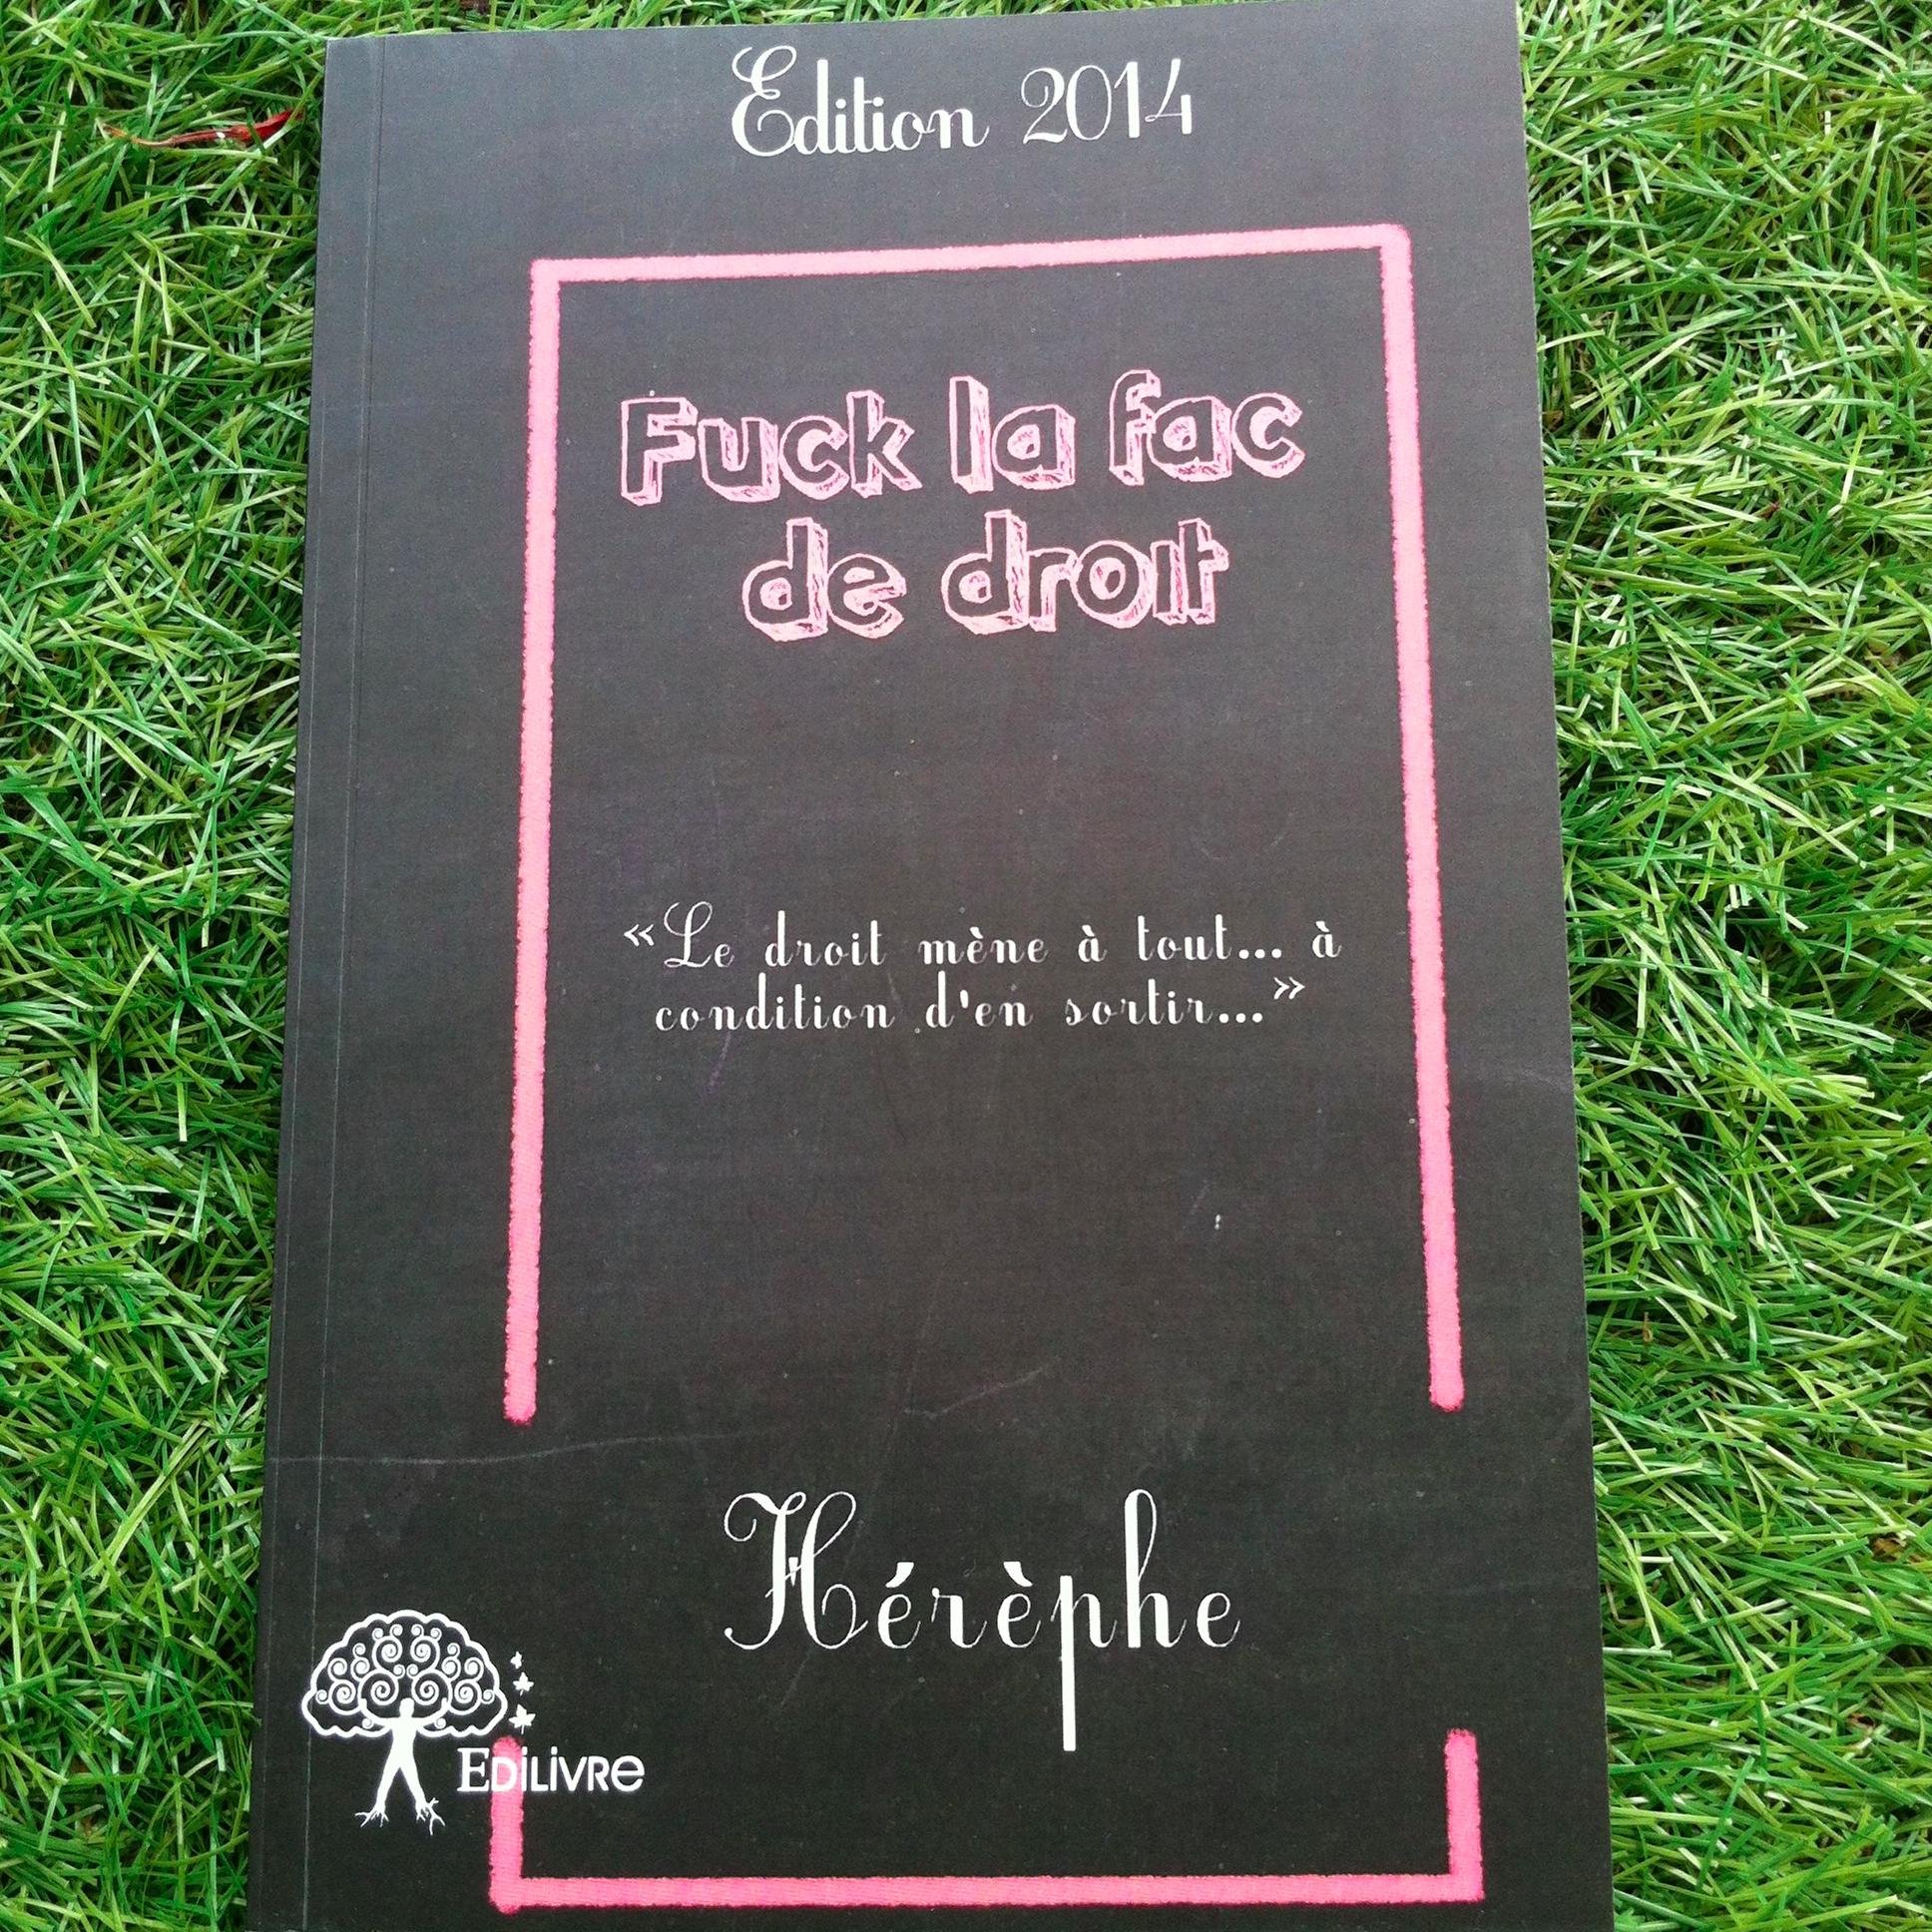 Edition 2014
Fuck la fac
de droit
«Le droit mène à tout... à
condition d'en sortir...»
Hérèphe
EDiLiVRe